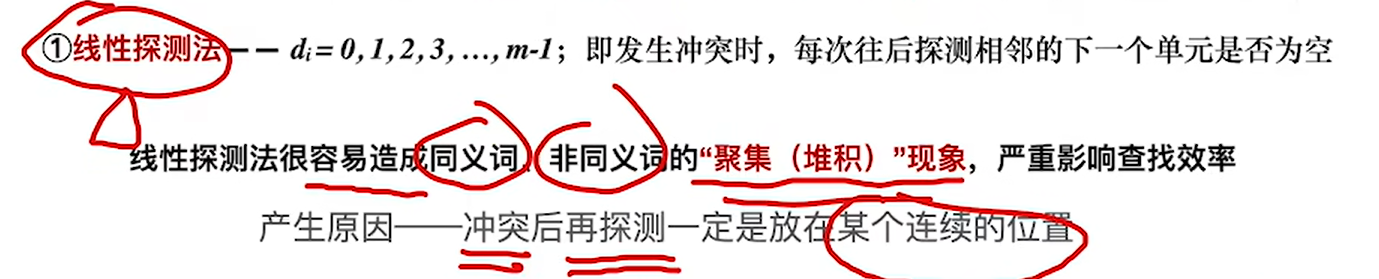 ①线性探测法—— di = 0, 1, 2, 3, …, m-1；即发生冲突时，每次往后探测相邻的下一个单元是否为空
线性探测法很容易造成同义词、非同义词的“聚集（堆积）”现象，严重影响查找效率
产生原因——冲突后再探测一定是放在某个连续的位置